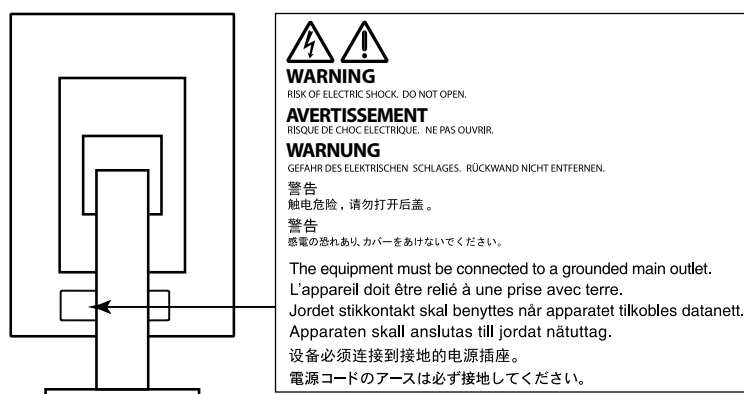 WARNING
RISK OF ELECTRIC SHOCK. DO NOT OPEN.
AVERTISSEMENT
RISQUE DE CHOC ELECTRIQUE. NE PAS OUVRIR.
WARNUNG
GEFAHR DES ELEKTRISCHEN SCHLAGES. RÜCKWAND NICHT ENTFERNEN.
警告
触电危险，请勿打开后盖。
警告
感電の恐れあり、カバーをあけないでください。
The equipment must be connected to a grounded main outlet.
L'appareil doit être relié à une prise avec terre.
Jordet stikkontakt skal benyttes når apparatet tilkobles datanett.
Apparaten skall anslutas till jordat nätuttag.
设备必须连接到接地的电源插座。
電源コードのアースは必ず接地してください。